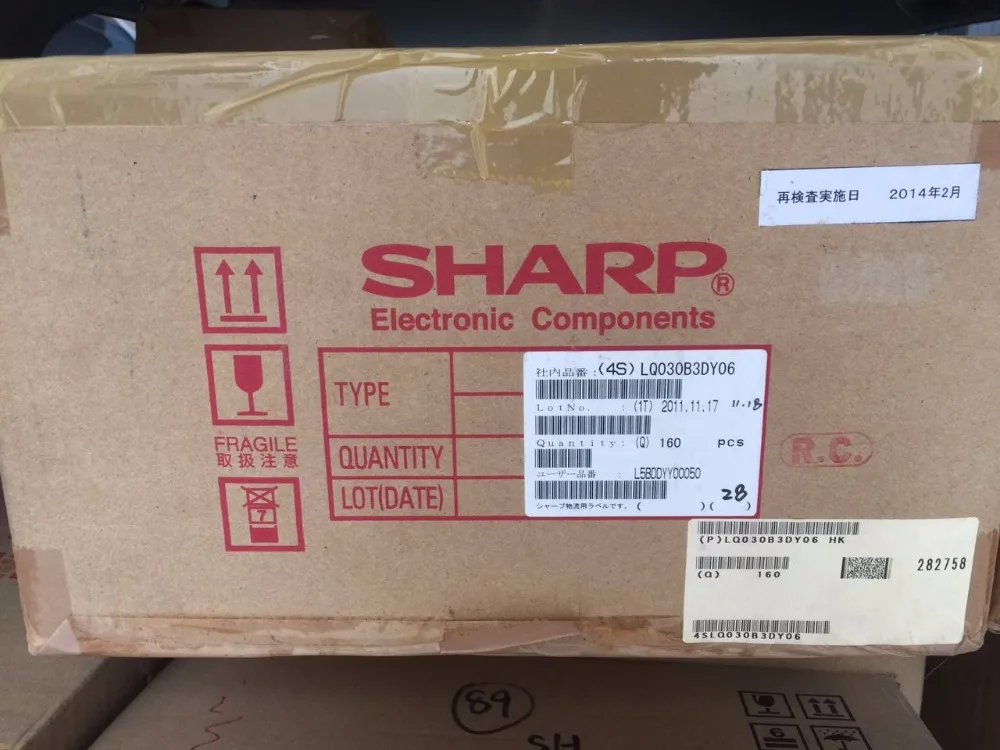 再検査実施日 2014年2月
SHARP®
Electronic Components
FRAGILE
取扱注意
7
TYPE
QUANTITY
LOT(DATE)
社内品番:(4S) LQ030B3DY06
LotNo. : (1T) 2011.11.17 11.18
Quantity: (Q) 160 PCS
ユーザー品番 : L5BDDYY00050
シャープ物流用ラベルです。( )( 28 )
R.C.
(P)LQ030B3DY06 HK
(Q) 160
282758
4SLQ030B3DY06
89
SH
6